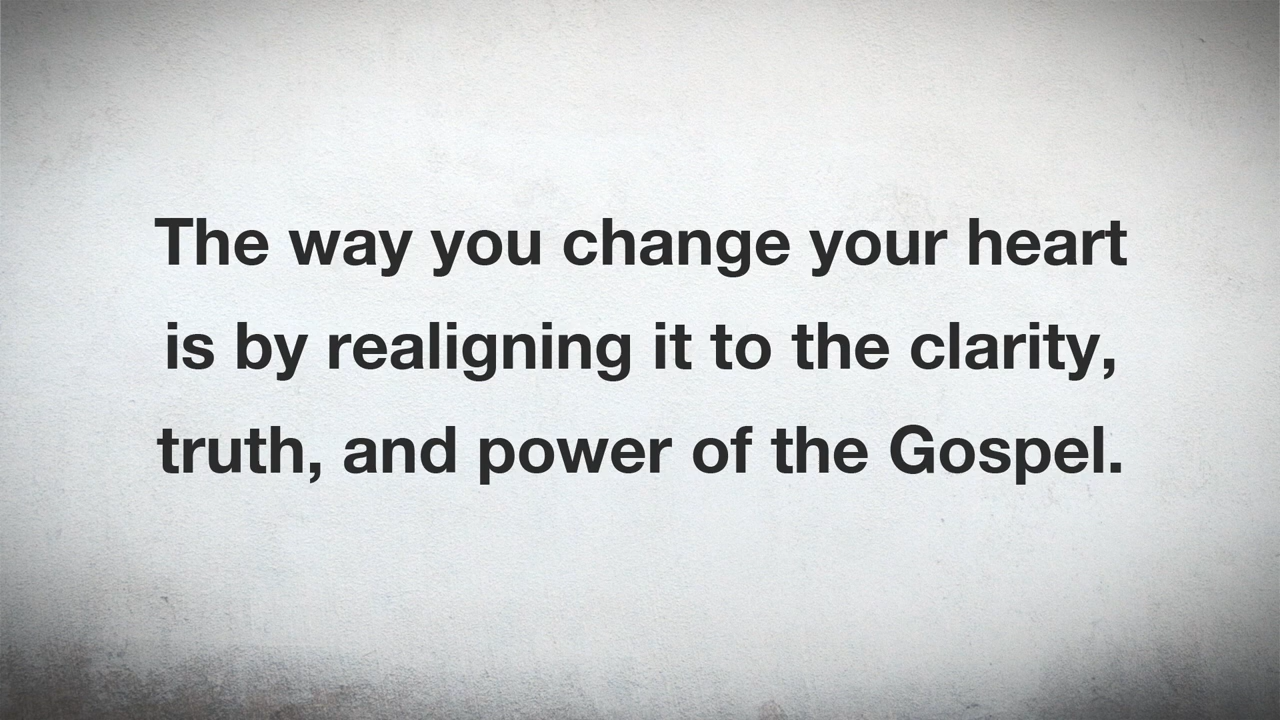 The way you change your heart
is by realigning it to the clarity,
truth, and power of the Gospel.